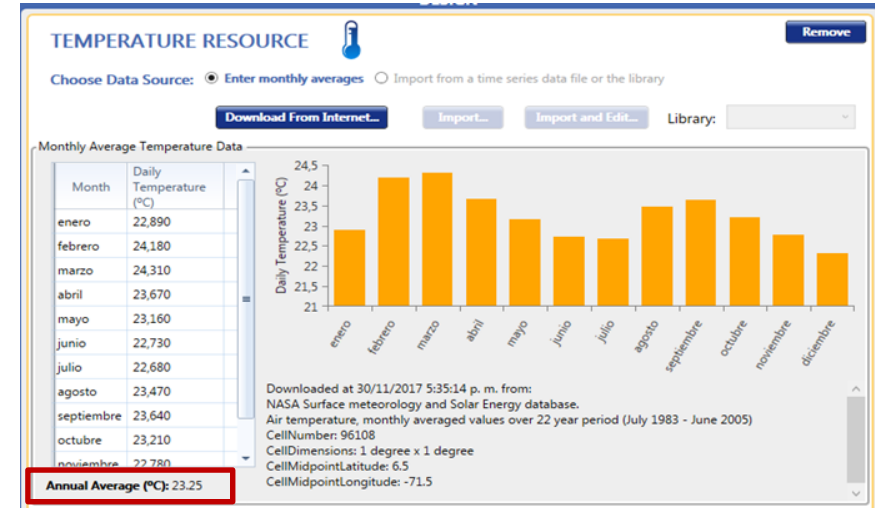 DESIGN
TEMPERATURE RESOURCE
Remove
Choose Data Source: Enter monthly averages Import from a time series data file or the library
Download From Internet... Import... Import and Edit... Library:
Monthly Average Temperature Data
Month Daily Temperature (ºC)
enero 22,890
febrero 24,180
marzo 24,310
abril 23,670
mayo 23,160
junio 22,730
julio 22,680
agosto 23,470
septiembre 23,640
octubre 23,210
noviembre 22,780
Annual Average (ºC): 23.25
Daily Temperature (ºC)
24,5
24
23,5
23
22,5
22
21,5
21
enero febrero marzo abril mayo junio julio agosto septiembre octubre noviembre diciembre
Downloaded at 30/11/2017 5:35:14 p. m. from:
NASA Surface meteorology and Solar Energy database.
Air temperature, monthly averaged values over 22 year period (July 1983 - June 2005)
CellNumber: 96108
CellDimensions: 1 degree x 1 degree
CellMidpointLatitude: 6.5
CellMidpointLongitude: -71.5